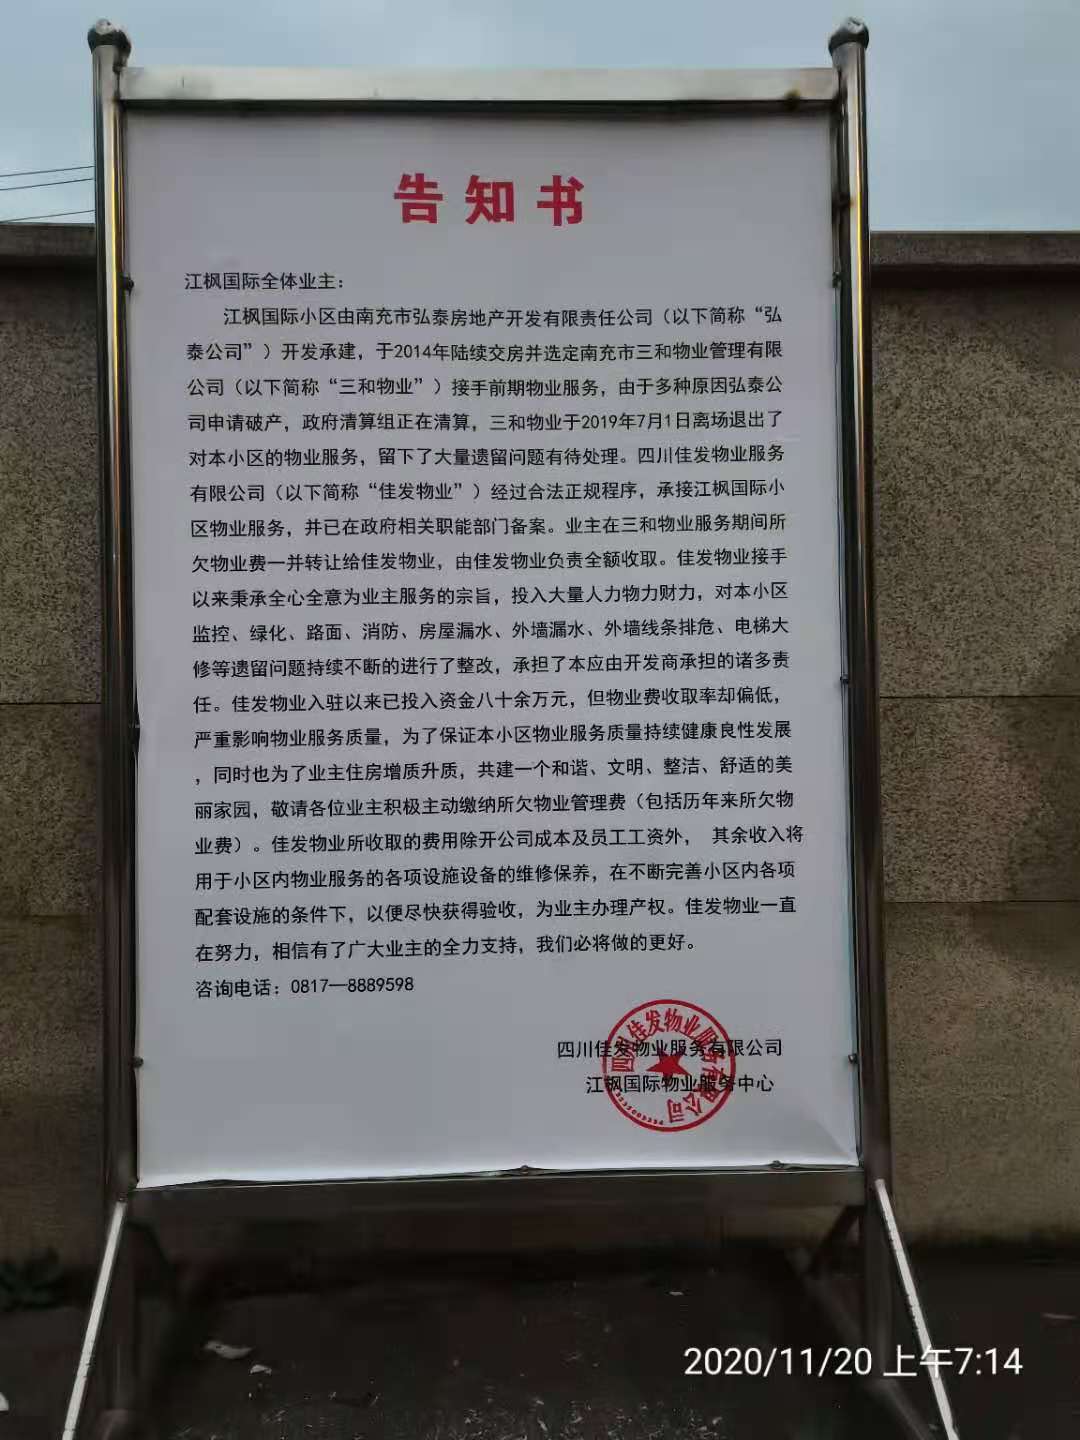 告知书
江枫国际全体业主：
江枫国际小区由南充市弘泰房地产开发有限责任公司（以下简称“弘
泰公司”）开发承建，于2014年陆续交房并选定南充市三和物业管理有限
公司（以下简称“三和物业”）接手前期物业服务，由于多种原因弘泰公
司申请破产，政府清算组正在清算，三和物业于2019年7月1日离场退出了
对本小区的物业服务，留下了大量遗留问题有待处理。四川佳发物业服务
有限公司（以下简称“佳发物业”）经过合法正规程序，承接江枫国际小
区物业服务，并已在政府相关职能部门备案。业主在三和物业服务期间所
欠物业费一并转让给佳发物业，由佳发物业负责全额收取。佳发物业接手
以来秉承全心全意为业主服务的宗旨，投入大量人力物力财力，对本小区
监控、绿化、路面、消防、房屋漏水、外墙漏水、外墙线条排危、电梯大
修等遗留问题持续不断的进行了整改，承担了本应由开发商承担的诸多责
任。佳发物业入驻以来已投入资金八十余万元，但物业费收取率却偏低，
严重影响物业服务质量，为了保证本小区物业服务质量持续健康良性发展
，同时也为了业主住房增质升质，共建一个和谐、文明、整洁、舒适的美
丽家园，敬请各位业主积极主动缴纳所欠物业管理费（包括历年来所欠物
业费）。佳发物业所收取的费用除开公司成本及员工工资外， 其余收入将
用于小区内物业服务的各项设施设备的维修保养，在不断完善小区内各项
配套设施的条件下，以便尽快获得验收，为业主办理产权。佳发物业一直
在努力，相信有了广大业主的全力支持，我们必将做的更好。
咨询电话：0817—8889598
四川佳发物业服务有限公司
江枫国际物业服务中心
四川佳发物业服务有限公司
2020/11/20 上午7:14